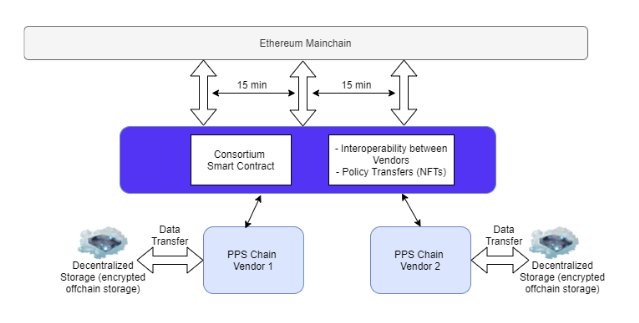 Ethereum Mainchain
15 min
15 min
Consortium
Smart Contract
- Interoperability between
Vendors
- Policy Transfers (NFTs)
Data
Transfer
Decentralized
Storage (encrypted
offchain storage)
PPS Chain
Vendor 1
PPS Chain
Vendor 2
Data
Transfer
Decentralized
Storage (encrypted
offchain storage)